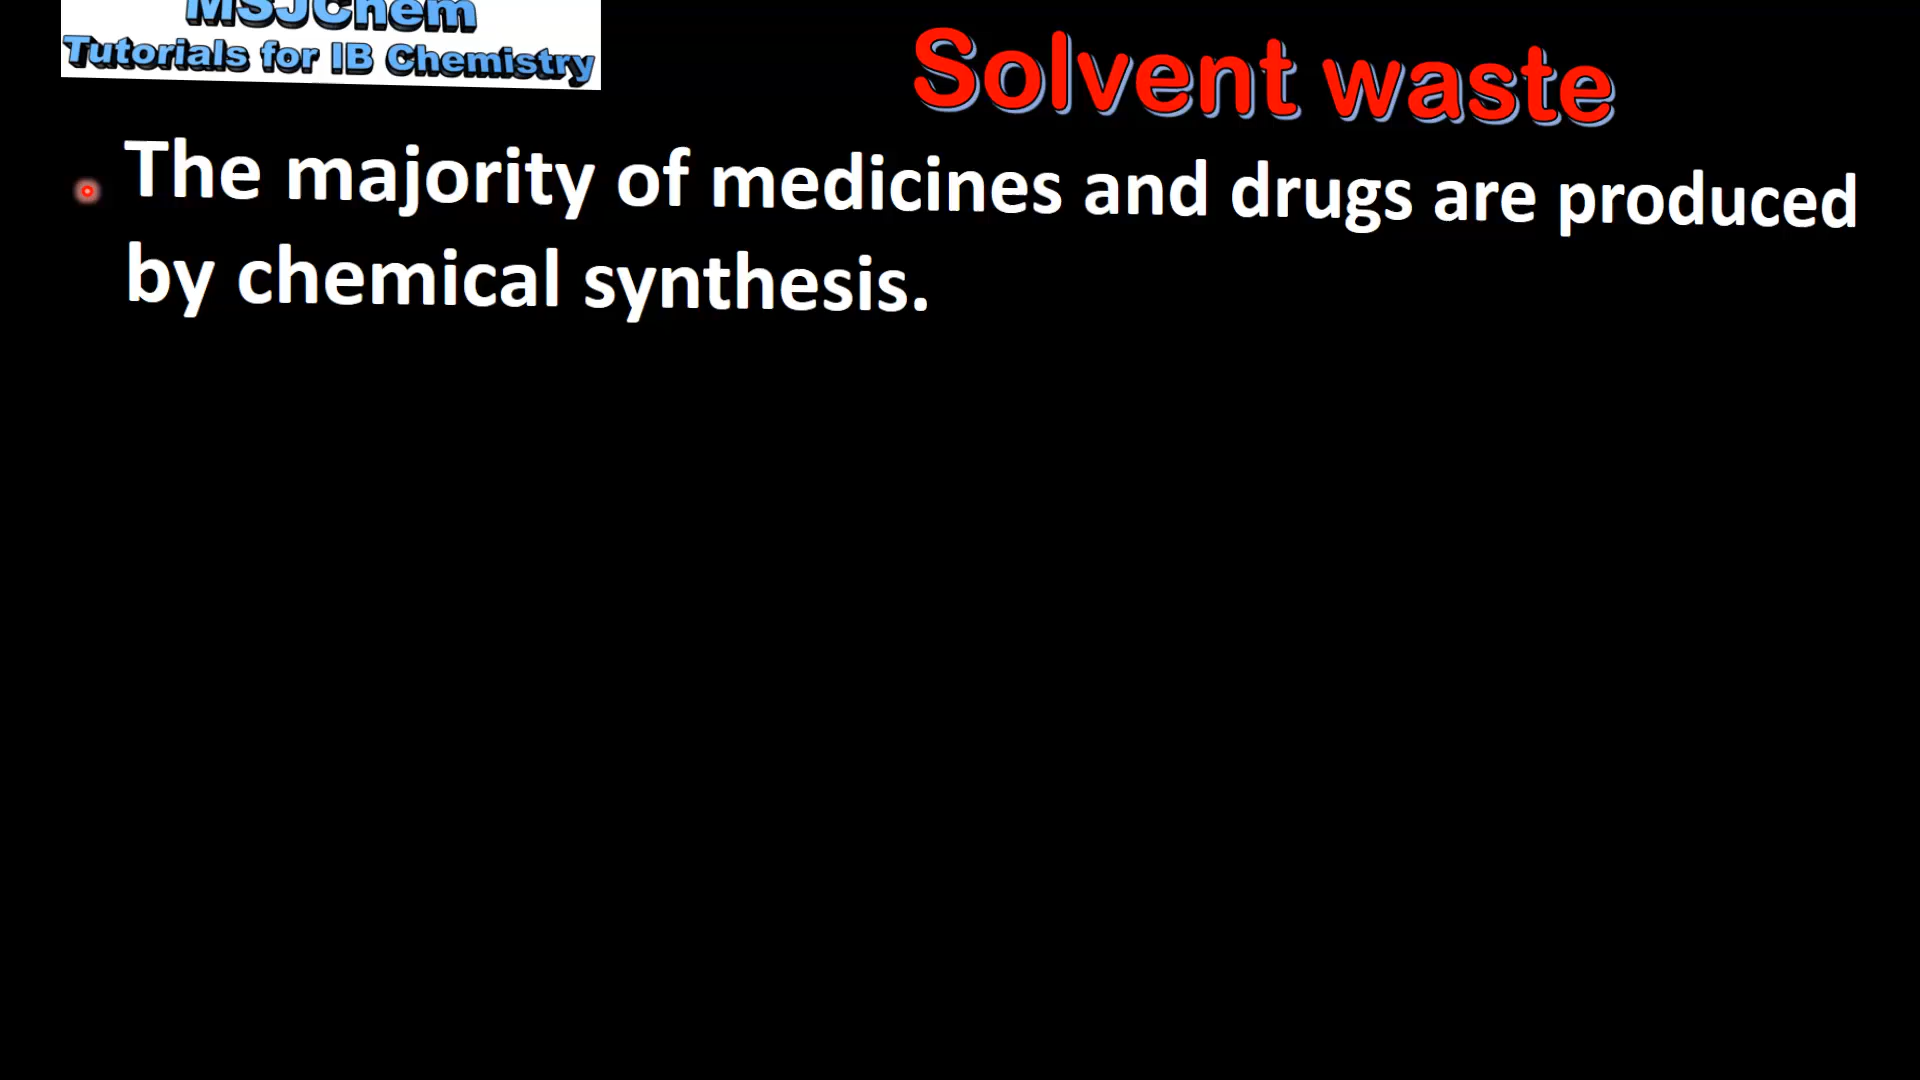 MSJChem
Tutorials for IB Chemistry
Solvent waste
The majority of medicines and drugs are produced
by chemical synthesis.